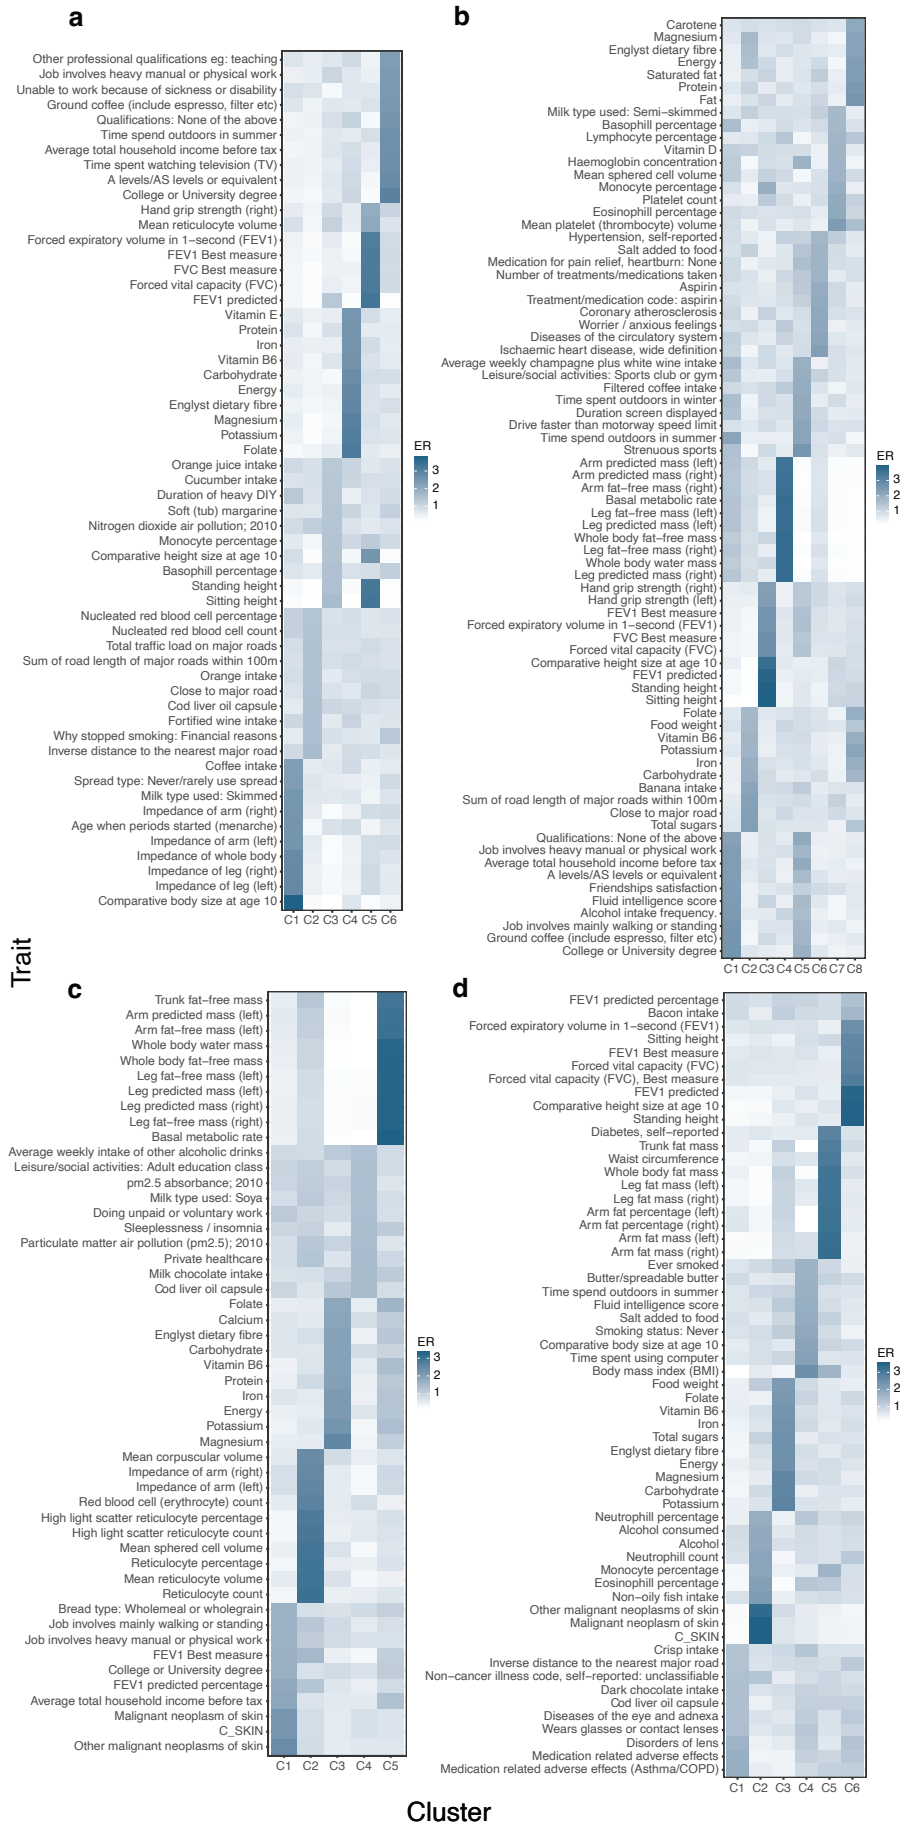 a
Other professional qualifications eg: teaching
Job involves heavy manual or physical work
Unable to work because of sickness or disability
Ground coffee (include espresso, filter etc)
Qualifications: None of the above
Time spend outdoors in summer
Average total household income before tax
Time spent watching television (TV)
A levels/AS levels or equivalent
College or University degree
Hand grip strength (right)
Mean reticulocyte volume
Forced expiratory volume in 1−second (FEV1)
FEV1 Best measure
FVC Best measure
Forced vital capacity (FVC)
FEV1 predicted
Vitamin E
Protein
Iron
Vitamin B6
Carbohydrate
Energy
Englyst dietary fibre
Magnesium
Potassium
Folate
Orange juice intake
Cucumber intake
Duration of heavy DIY
Soft (tub) margarine
Nitrogen dioxide air pollution; 2010
Monocyte percentage
Comparative height size at age 10
Basophill percentage
Standing height
Sitting height
Nucleated red blood cell percentage
Nucleated red blood cell count
Total traffic load on major roads
Sum of road length of major roads within 100m
Orange intake
Close to major road
Cod liver oil capsule
Fortified wine intake
Why stopped smoking: Financial reasons
Inverse distance to the nearest major road
Coffee intake
Spread type: Never/rarely use spread
Milk type used: Skimmed
Impedance of arm (right)
Age when periods started (menarche)
Impedance of arm (left)
Impedance of whole body
Impedance of leg (right)
Impedance of leg (left)
Comparative body size at age 10
C1 C2 C3 C4 C5 C6
ER
3
2
1
b
Carotene
Magnesium
Englyst dietary fibre
Energy
Saturated fat
Protein
Fat
Milk type used: Semi−skimmed
Basophill percentage
Lymphocyte percentage
Vitamin D
Haemoglobin concentration
Mean sphered cell volume
Monocyte percentage
Platelet count
Eosinophill percentage
Mean platelet (thrombocyte) volume
Hypertension, self−reported
Salt added to food
Medication for pain relief, heartburn: None
Number of treatments/medications taken
Aspirin
Treatment/medication code: aspirin
Coronary atherosclerosis
Worrier / anxious feelings
Diseases of the circulatory system
Ischaemic heart disease, wide definition
Average weekly champagne plus white wine intake
Leisure/social activities: Sports club or gym
Filtered coffee intake
Time spent outdoors in winter
Duration screen displayed
Drive faster than motorway speed limit
Time spend outdoors in summer
Strenuous sports
Arm predicted mass (left)
Arm predicted mass (right)
Arm fat−free mass (right)
Basal metabolic rate
Leg fat−free mass (left)
Leg predicted mass (left)
Whole body fat−free mass
Leg fat−free mass (right)
Whole body water mass
Leg predicted mass (right)
Hand grip strength (right)
Hand grip strength (left)
FEV1 Best measure
Forced expiratory volume in 1−second (FEV1)
FVC Best measure
Forced vital capacity (FVC)
Comparative height size at age 10
FEV1 predicted
Standing height
Sitting height
Folate
Food weight
Vitamin B6
Potassium
Iron
Carbohydrate
Banana intake
Sum of road length of major roads within 100m
Close to major road
Total sugars
Qualifications: None of the above
Job involves heavy manual or physical work
Average total household income before tax
A levels/AS levels or equivalent
Friendships satisfaction
Fluid intelligence score
Alcohol intake frequency.
Job involves mainly walking or standing
Ground coffee (include espresso, filter etc)
College or University degree
C1 C2 C3 C4 C5 C6 C7 C8
ER
3
2
1
Trait
c
Trunk fat−free mass
Arm predicted mass (left)
Arm fat−free mass (left)
Whole body water mass
Whole body fat−free mass
Leg fat−free mass (left)
Leg predicted mass (left)
Leg predicted mass (right)
Leg fat−free mass (right)
Basal metabolic rate
Average weekly intake of other alcoholic drinks
Leisure/social activities: Adult education class
pm2.5 absorbance; 2010
Milk type used: Soya
Doing unpaid or voluntary work
Sleeplessness / insomnia
Particulate matter air pollution (pm2.5); 2010
Private healthcare
Milk chocolate intake
Cod liver oil capsule
Folate
Calcium
Englyst dietary fibre
Carbohydrate
Vitamin B6
Protein
Iron
Energy
Potassium
Magnesium
Mean corpuscular volume
Impedance of arm (right)
Impedance of arm (left)
Red blood cell (erythrocyte) count
High light scatter reticulocyte percentage
High light scatter reticulocyte count
Mean sphered cell volume
Reticulocyte percentage
Mean reticulocyte volume
Reticulocyte count
Bread type: Wholemeal or wholegrain
Job involves mainly walking or standing
Job involves heavy manual or physical work
FEV1 Best measure
College or University degree
FEV1 predicted percentage
Average total household income before tax
Malignant neoplasm of skin
C_SKIN
Other malignant neoplasms of skin
C1 C2 C3 C4 C5
ER
3
2
1
d
FEV1 predicted percentage
Bacon intake
Forced expiratory volume in 1−second (FEV1)
Sitting height
FEV1 Best measure
Forced vital capacity (FVC)
Forced vital capacity (FVC), Best measure
FEV1 predicted
Comparative height size at age 10
Standing height
Diabetes, self−reported
Trunk fat mass
Waist circumference
Whole body fat mass
Leg fat mass (left)
Leg fat mass (right)
Arm fat percentage (left)
Arm fat percentage (right)
Arm fat mass (left)
Arm fat mass (right)
Ever smoked
Butter/spreadable butter
Time spend outdoors in summer
Fluid intelligence score
Salt added to food
Smoking status: Never
Comparative body size at age 10
Time spent using computer
Body mass index (BMI)
Food weight
Folate
Vitamin B6
Iron
Total sugars
Englyst dietary fibre
Energy
Magnesium
Carbohydrate
Potassium
Neutrophill percentage
Alcohol consumed
Alcohol
Neutrophill count
Monocyte percentage
Eosinophill percentage
Non−oily fish intake
Other malignant neoplasms of skin
Malignant neoplasm of skin
C_SKIN
Crisp intake
Inverse distance to the nearest major road
Non−cancer illness code, self−reported: unclassifiable
Dark chocolate intake
Cod liver oil capsule
Diseases of the eye and adnexa
Wears glasses or contact lenses
Disorders of lens
Medication related adverse effects
Medication related adverse effects (Asthma/COPD)
C1 C2 C3 C4 C5 C6
ER
3
2
1
Cluster